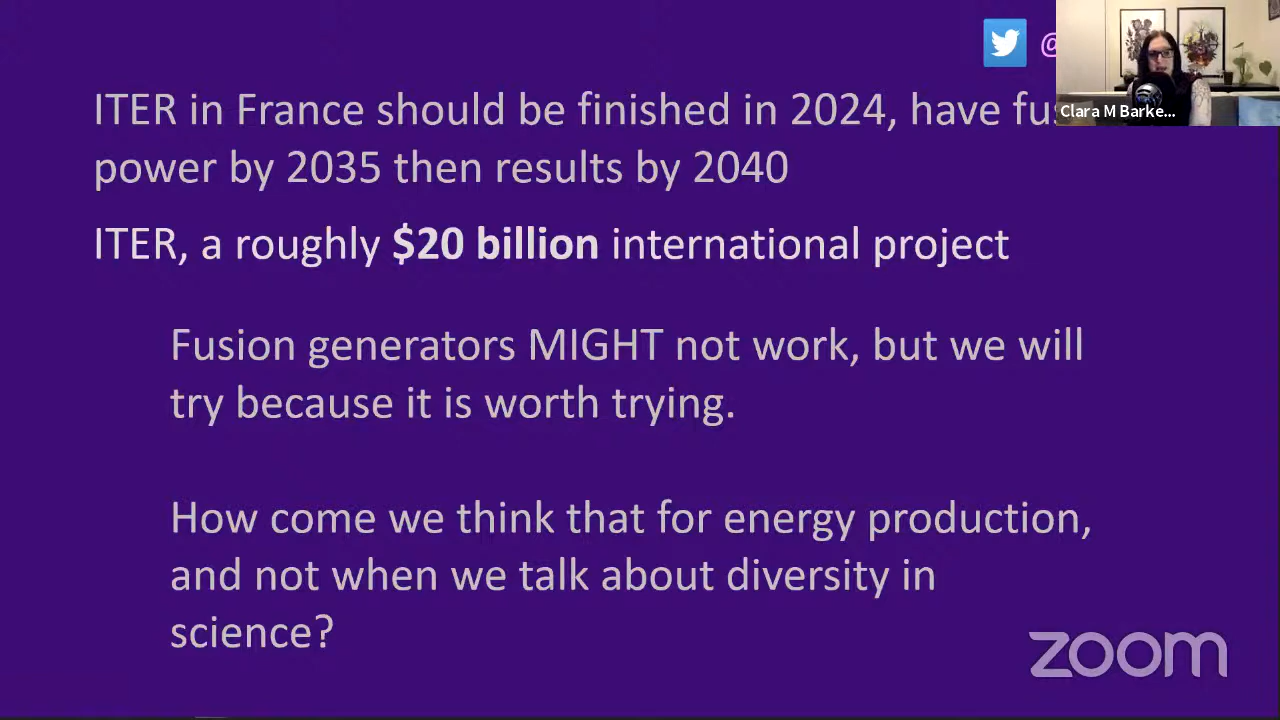 @
Clara M Barke...
ITER in France should be finished in 2024, have fus
power by 2035 then results by 2040
ITER, a roughly $20 billion international project
Fusion generators MIGHT not work, but we will
try because it is worth trying.
How come we think that for energy production,
and not when we talk about diversity in
science?
zoom